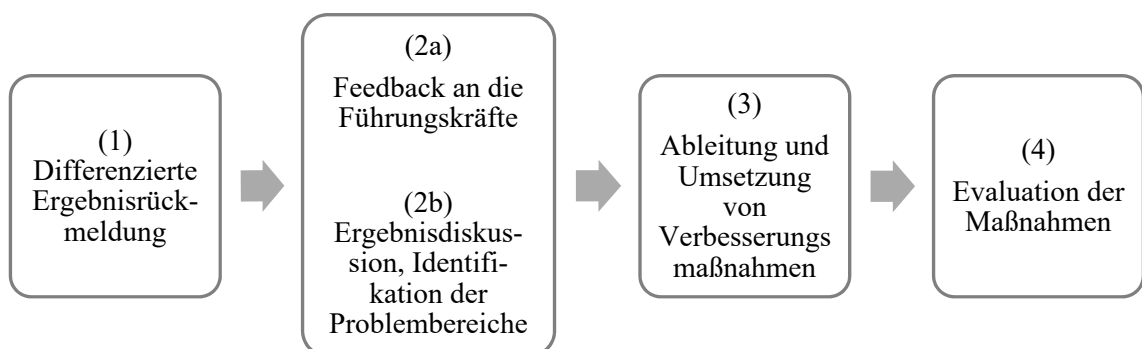 (1)
Differenzierte
Ergebnisrück-
meldung
(2a)
Feedback an die
Führungskräfte
(2b)
Ergebnisdiskus-
sion, Identifi-
kation der
Problembereiche
(3)
Ableitung und
Umsetzung
von
Verbesserungs
maßnahmen
(4)
Evaluation der
Maßnahmen